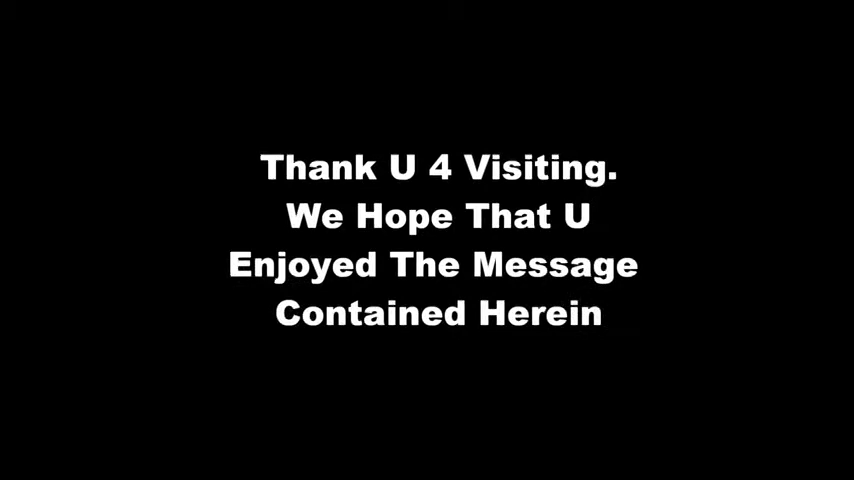 Thank U 4 Visiting.
We Hope That U
Enjoyed The Message
Contained Herein